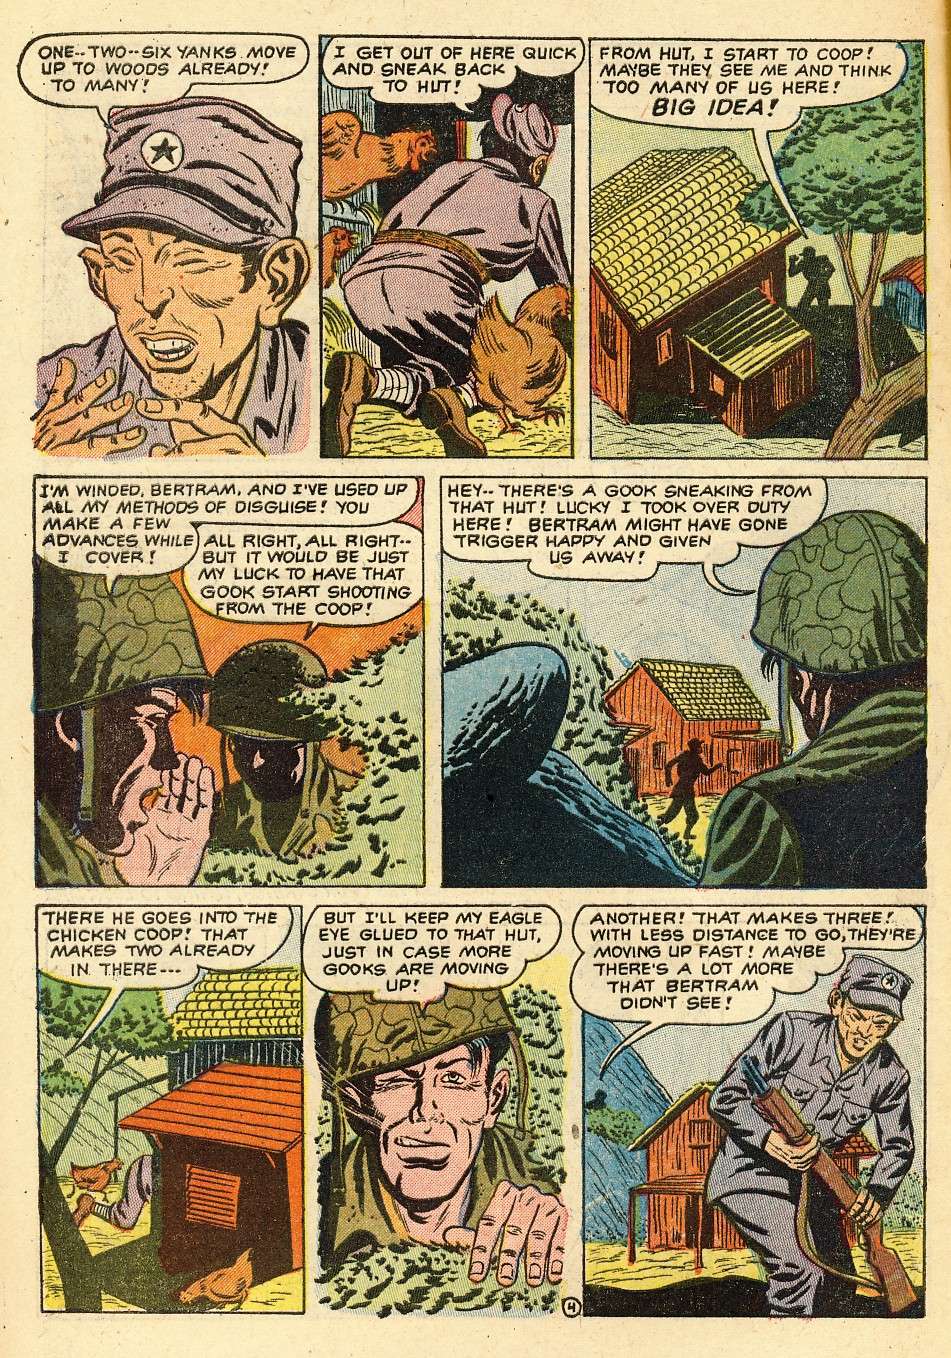 ONE--TWO--SIX YANKS MOVE
UP TO WOODS ALREADY!
TO MANY!
I GET OUT OF HERE QUICK
AND SNEAK BACK
TO HUT!
FROM HUT, I START TO COOP!
MAYBE THEY SEE ME AND THINK
TOO MANY OF US HERE!
BIG IDEA!
I'M WINDED, BERTRAM, AND I'VE USED UP
ALL MY METHODS OF DISGUISE! YOU
MAKE A FEW
ADVANCES WHILE
I COVER!
ALL RIGHT, ALL RIGHT--
BUT IT WOULD BE JUST
MY LUCK TO HAVE THAT
GOOK START SHOOTING
FROM THE COOP!
HEY-- THERE'S A GOOK SNEAKING FROM
THAT HUT! LUCKY I TOOK OVER DUTY
HERE! BERTRAM MIGHT HAVE GONE
TRIGGER HAPPY AND GIVEN
US AWAY!
THERE HE GOES INTO THE
CHICKEN COOP! THAT
MAKES TWO ALREADY
IN THERE---
BUT I'LL KEEP MY EAGLE
EYE GLUED TO THAT HUT,
JUST IN CASE MORE
GOOKS ARE MOVING
UP!
ANOTHER! THAT MAKES THREE!
WITH LESS DISTANCE TO GO, THEY'RE
MOVING UP FAST! MAYBE
THERE'S A LOT MORE
THAT BERTRAM
DIDN'T SEE!
4